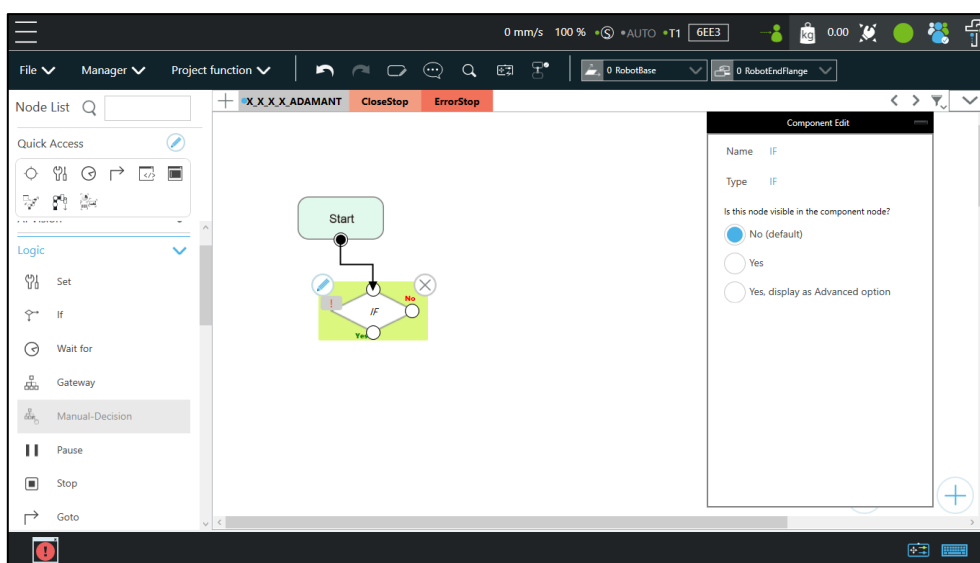 0 mm/s 100 % S AUTO T1 6EE3 kg 0.00
File Manager Project function 0 RobotBase 0 RobotEndFlange
Node List
X_X_X_X_ADAMANT CloseStop ErrorStop
Component Edit
Quick Access
Name IF
Type IF
Is this node visible in the component node?
No (default)
Yes
Yes, display as Advanced option
Start
No
IF
Yes
Logic
Set
If
Wait for
Gateway
Manual-Decision
Pause
Stop
Goto